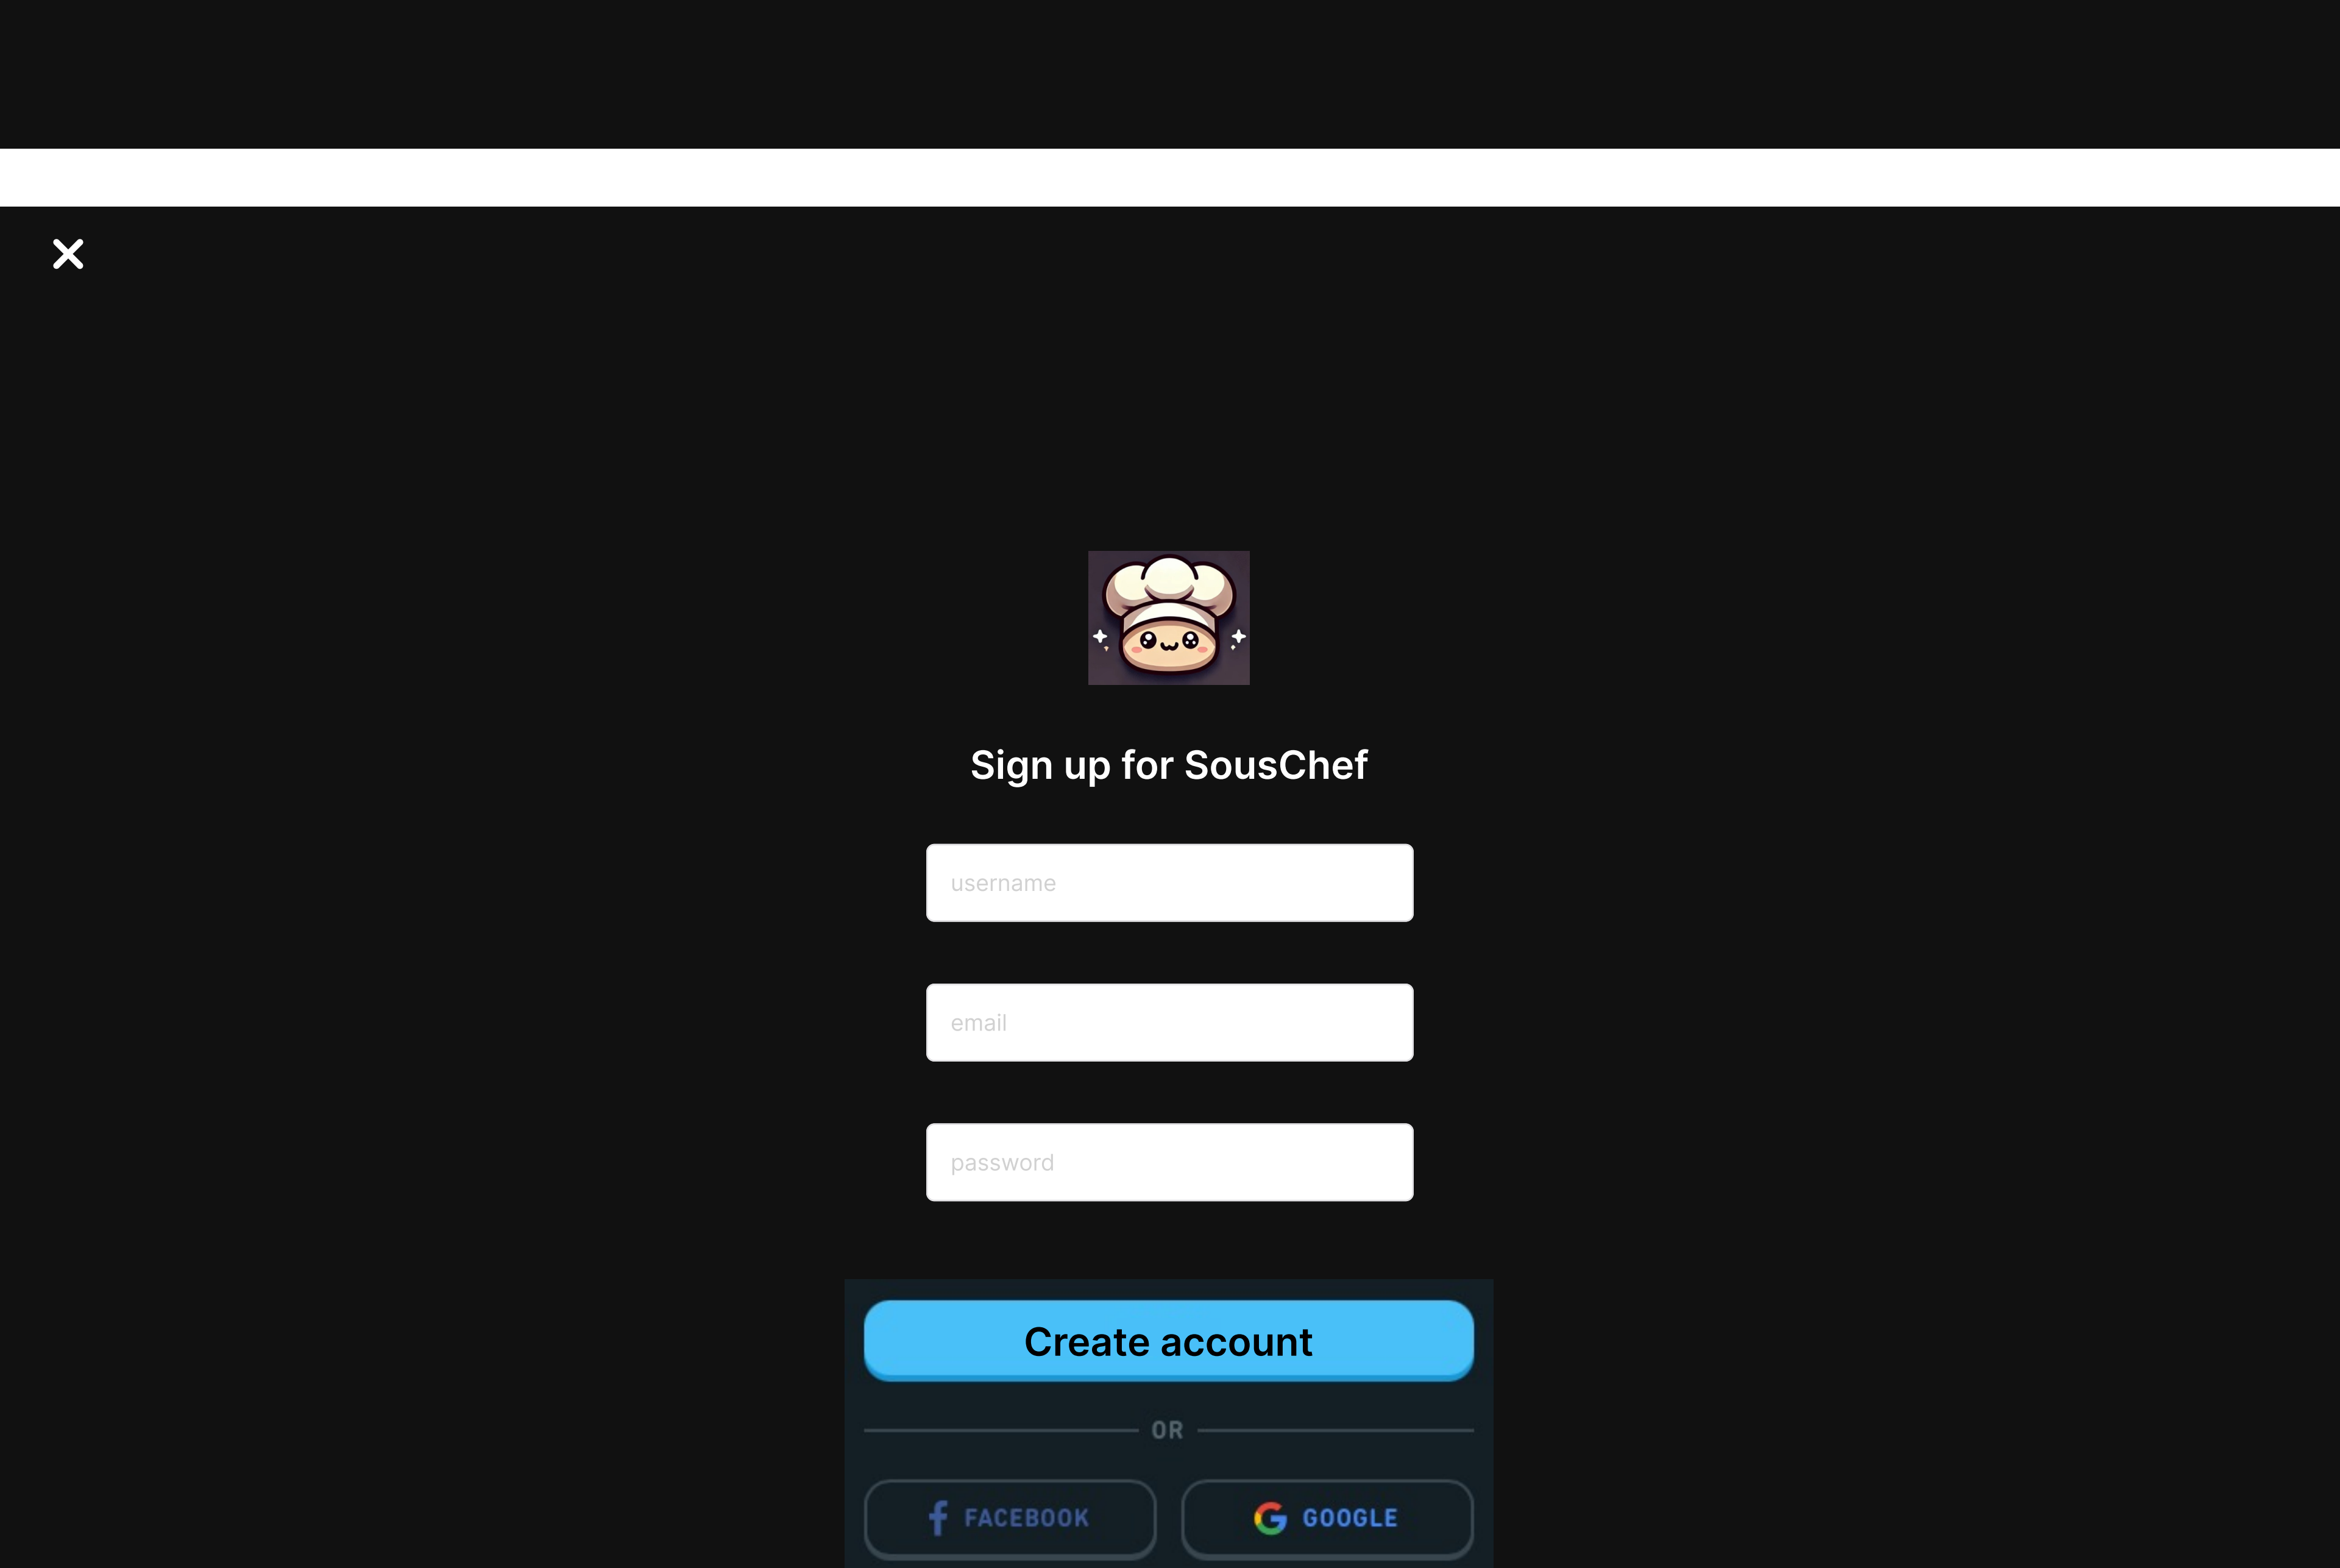 Sign up for SousChef
username
email
password
Create account
OR
FACEBOOK
GOOGLE